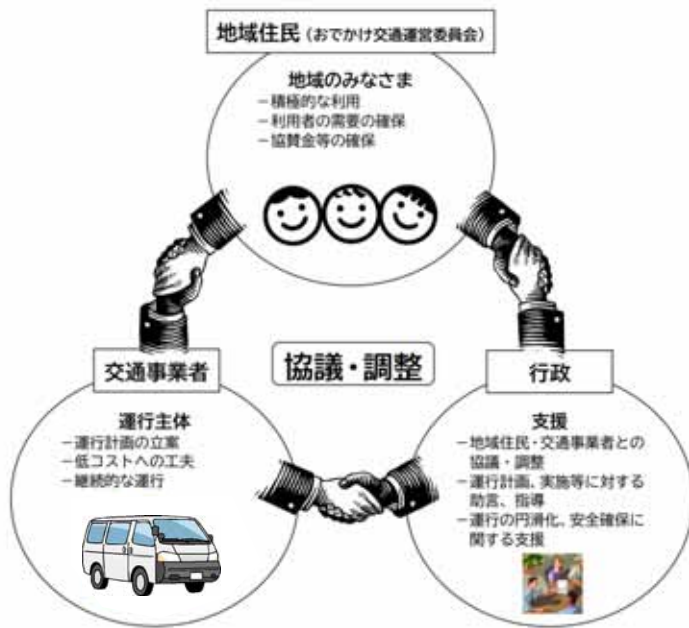 地域住民（おでかけ交通運営委員会）
地域のみなさま
－積極的な利用
－利用者の需要の確保
－協賛金等の確保
協議・調整
交通事業者
運行主体
－運行計画の立案
－低コストへの工夫
－継続的な運行
行政
支援
－地域住民・交通事業者との
協議・調整
－運行計画、実施等に対する
助言、指導
－運行の円滑化、安全確保に
関する支援